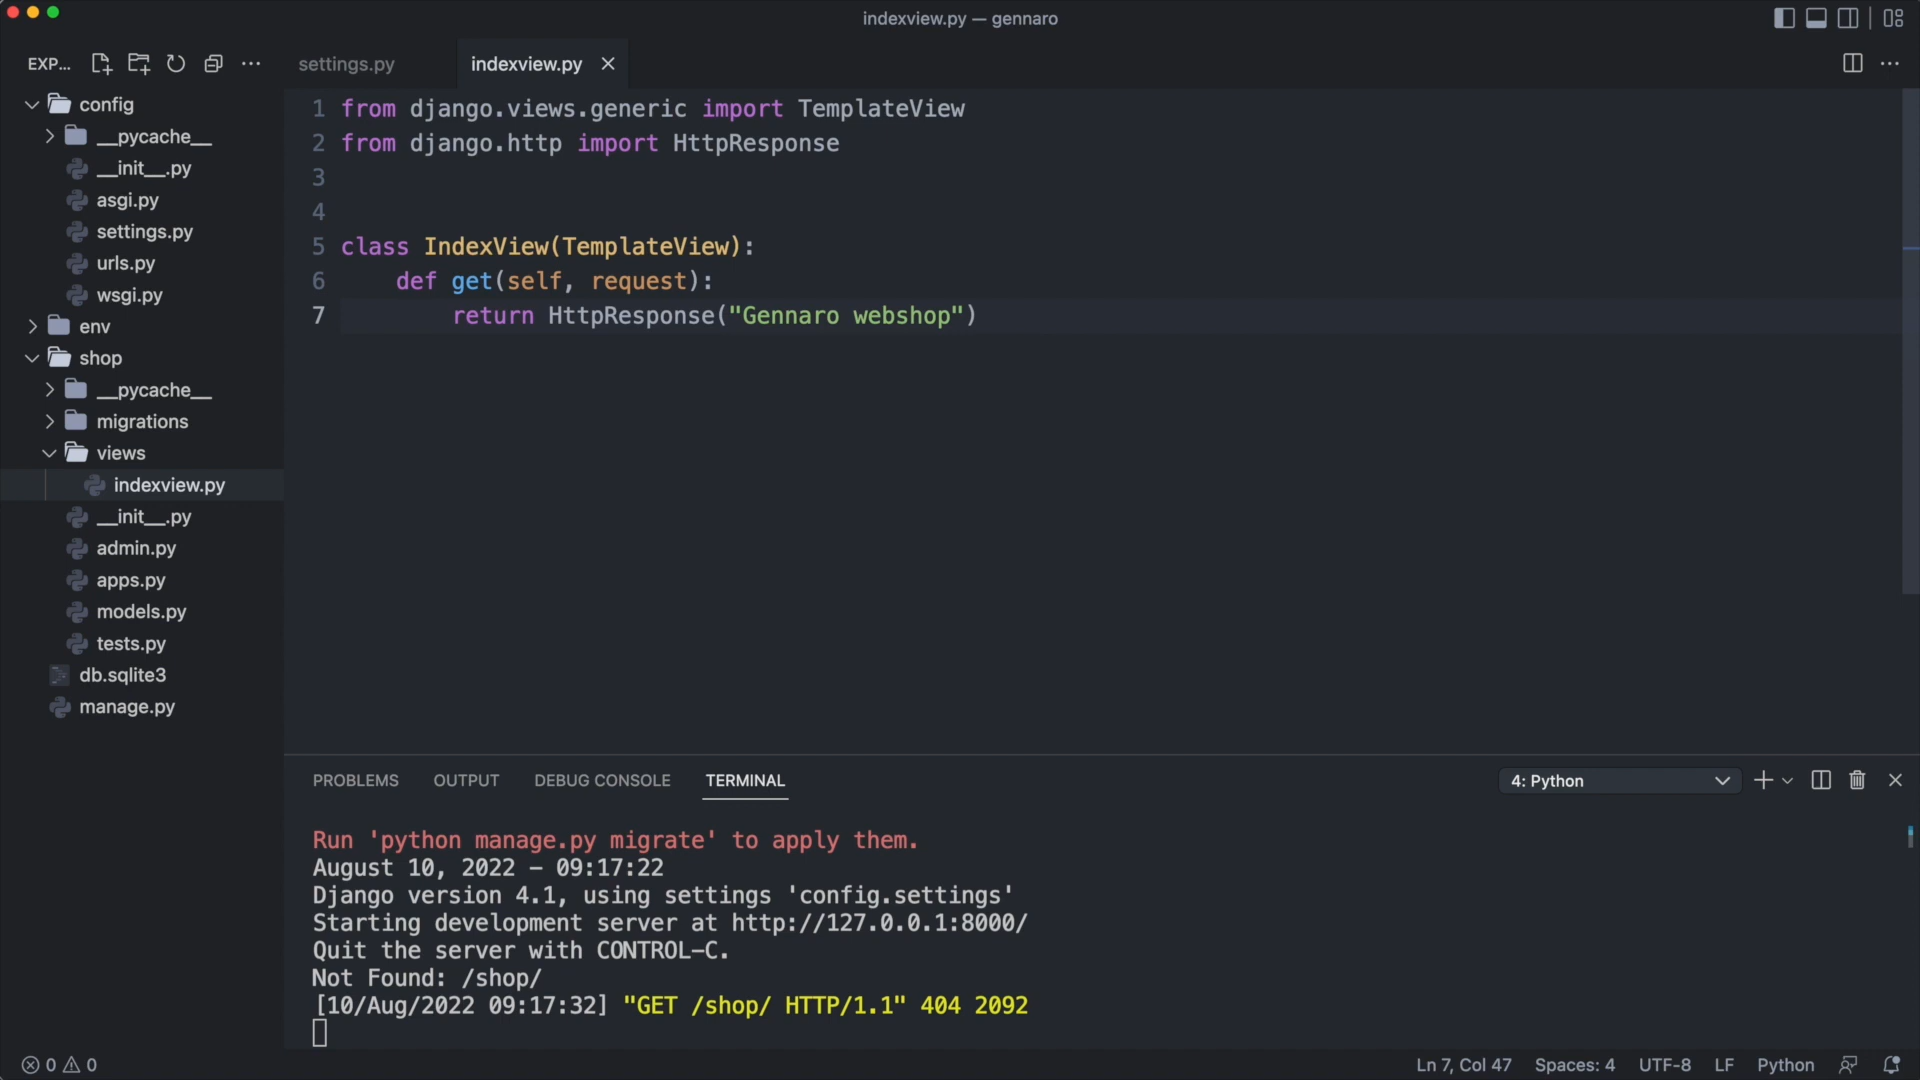 indexview.py — gennaro
EXP...
settings.py
indexview.py
config
__pycache__
__init__.py
asgi.py
settings.py
urls.py
wsgi.py
env
shop
__pycache__
migrations
views
indexview.py
__init__.py
admin.py
apps.py
models.py
tests.py
db.sqlite3
manage.py
1 from django.views.generic import TemplateView
2 from django.http import HttpResponse
3
4
5 class IndexView(TemplateView):
6     def get(self, request):
7         return HttpResponse("Gennaro webshop")
PROBLEMS OUTPUT DEBUG CONSOLE TERMINAL
4: Python
Run 'python manage.py migrate' to apply them.
August 10, 2022 – 09:17:22
Django version 4.1, using settings 'config.settings'
Starting development server at http://127.0.0.1:8000/
Quit the server with CONTROL–C.
Not Found: /shop/
[10/Aug/2022 09:17:32] "GET /shop/ HTTP/1.1" 404 2092
0 0
Ln 7, Col 47 Spaces: 4 UTF-8 LF Python